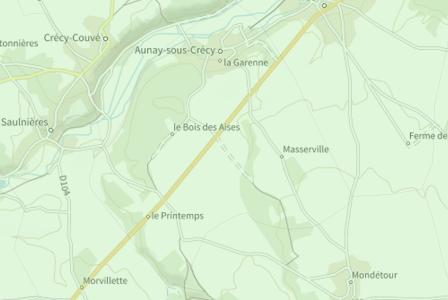 Crécy-Couvé
tonnières
Aunay-sous-Crécy
la Garenne
Saulnières
le Bois des Aises
Ferme de
Masserville
D104
le Printemps
Mondétour
Morvillette